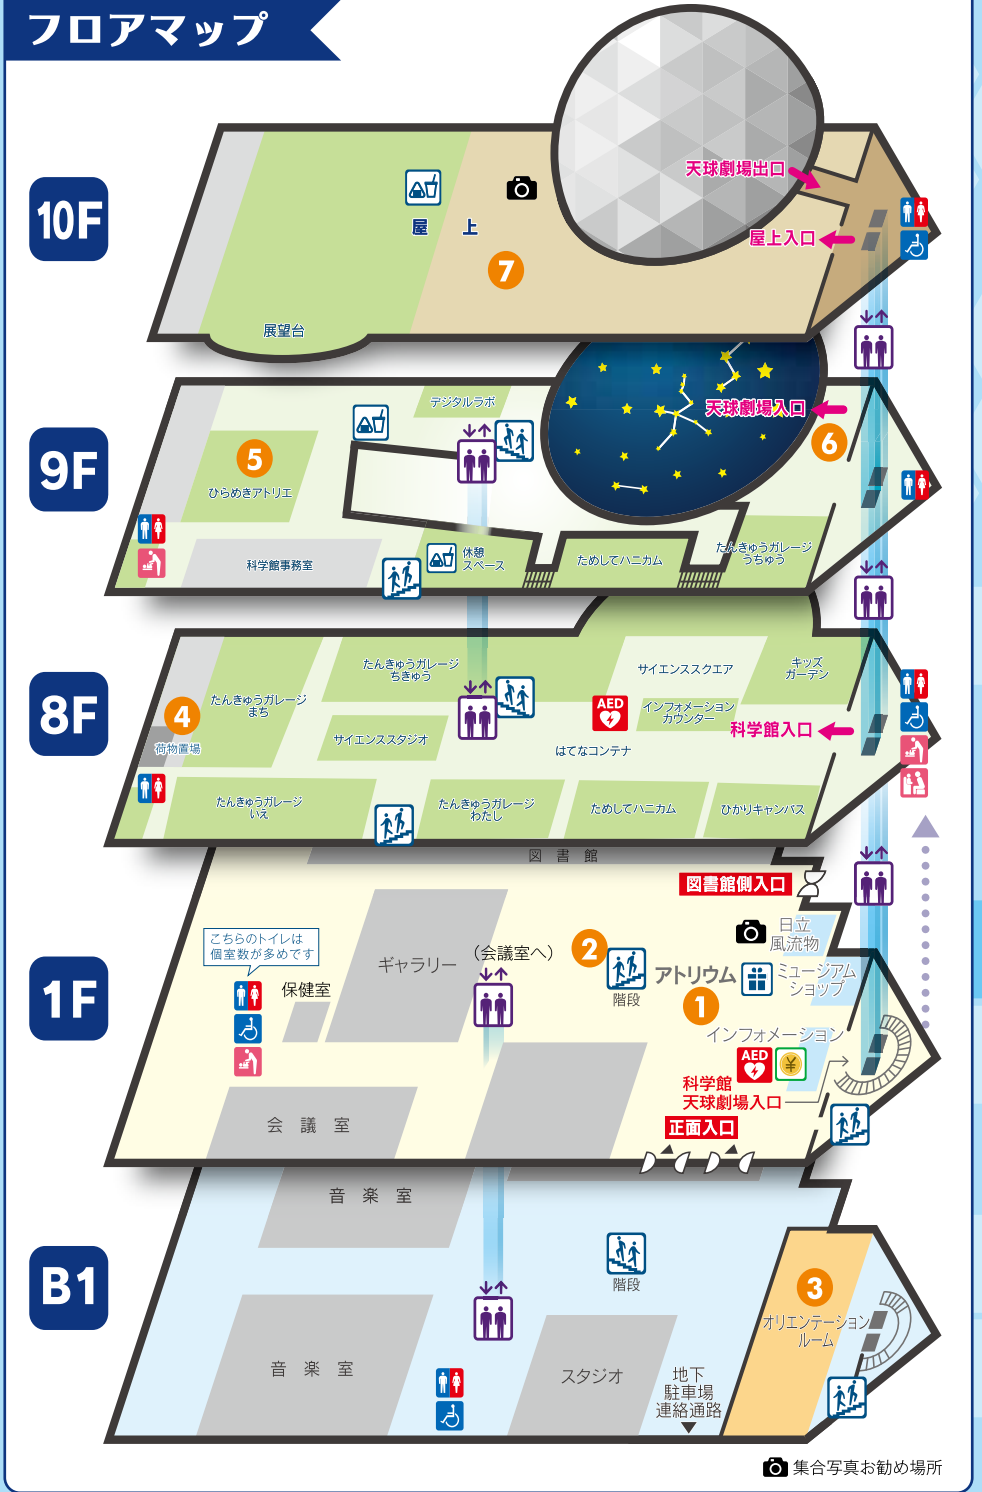 フロアマップ
10F
天球劇場出口
屋上入口
屋 上
7
展望台
9F
デジタルラボ
天球劇場入口
6
5
ひらめきアトリエ
科学館事務室
休憩
スペース
ためしてハニカム
たんきゅうガレージ
うちゅう
8F
たんきゅうガレージ
ちきゅう
サイエンススクエア
キッズ
ガーデン
たんきゅうガレージ
まち
4
荷物置場
サイエンススタジオ
AED
インフォメーション
カウンター
科学館入口
はてなコンテナ
たんきゅうガレージ
いえ
たんきゅうガレージ
わたし
ためしてハニカム
ひかりキャンバス
1F
図 書 館
図書館側入口
日立
風流物
こちらのトイレは
個室数が多めです
保健室
ギャラリー
(会議室へ)
2
階段
アトリウム
1
ミュージアム
ショップ
インフォメーション
AED
¥
科学館
天球劇場入口
正面入口
会 議 室
B1
音 楽 室
階段
3
オリエンテーション
ルーム
音 楽 室
スタジオ
地下
駐車場
連絡通路
集合写真お勧め場所